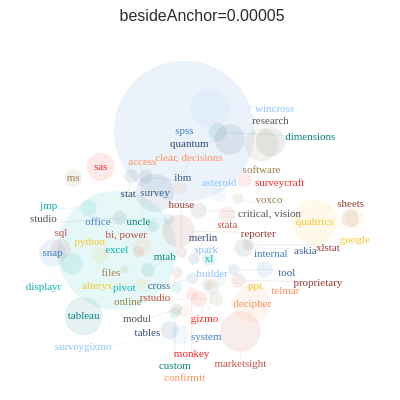 besideAnchor=0.00005
wincross
research
spss
dimensions
quantum
access
clear, decisions
sas
software
ms
ibm
asteroid
surveycraft
stat
survey
voxco
jmp
house
sheets
studio
office
uncle
critical, vision
qualtrics
sql
bi, power
stata
reporter
google
python
merlin
xlstat
snap
excel
mtab
spark
internal
askia
xl
files
builder
tool
displayr
alteryx
pivot
cross
ppt
proprietary
online
rstudio
telmar
decipher
tableau
modul
gizmo
tables
system
surveygizmo
monkey
marketsight
custom
confirmit